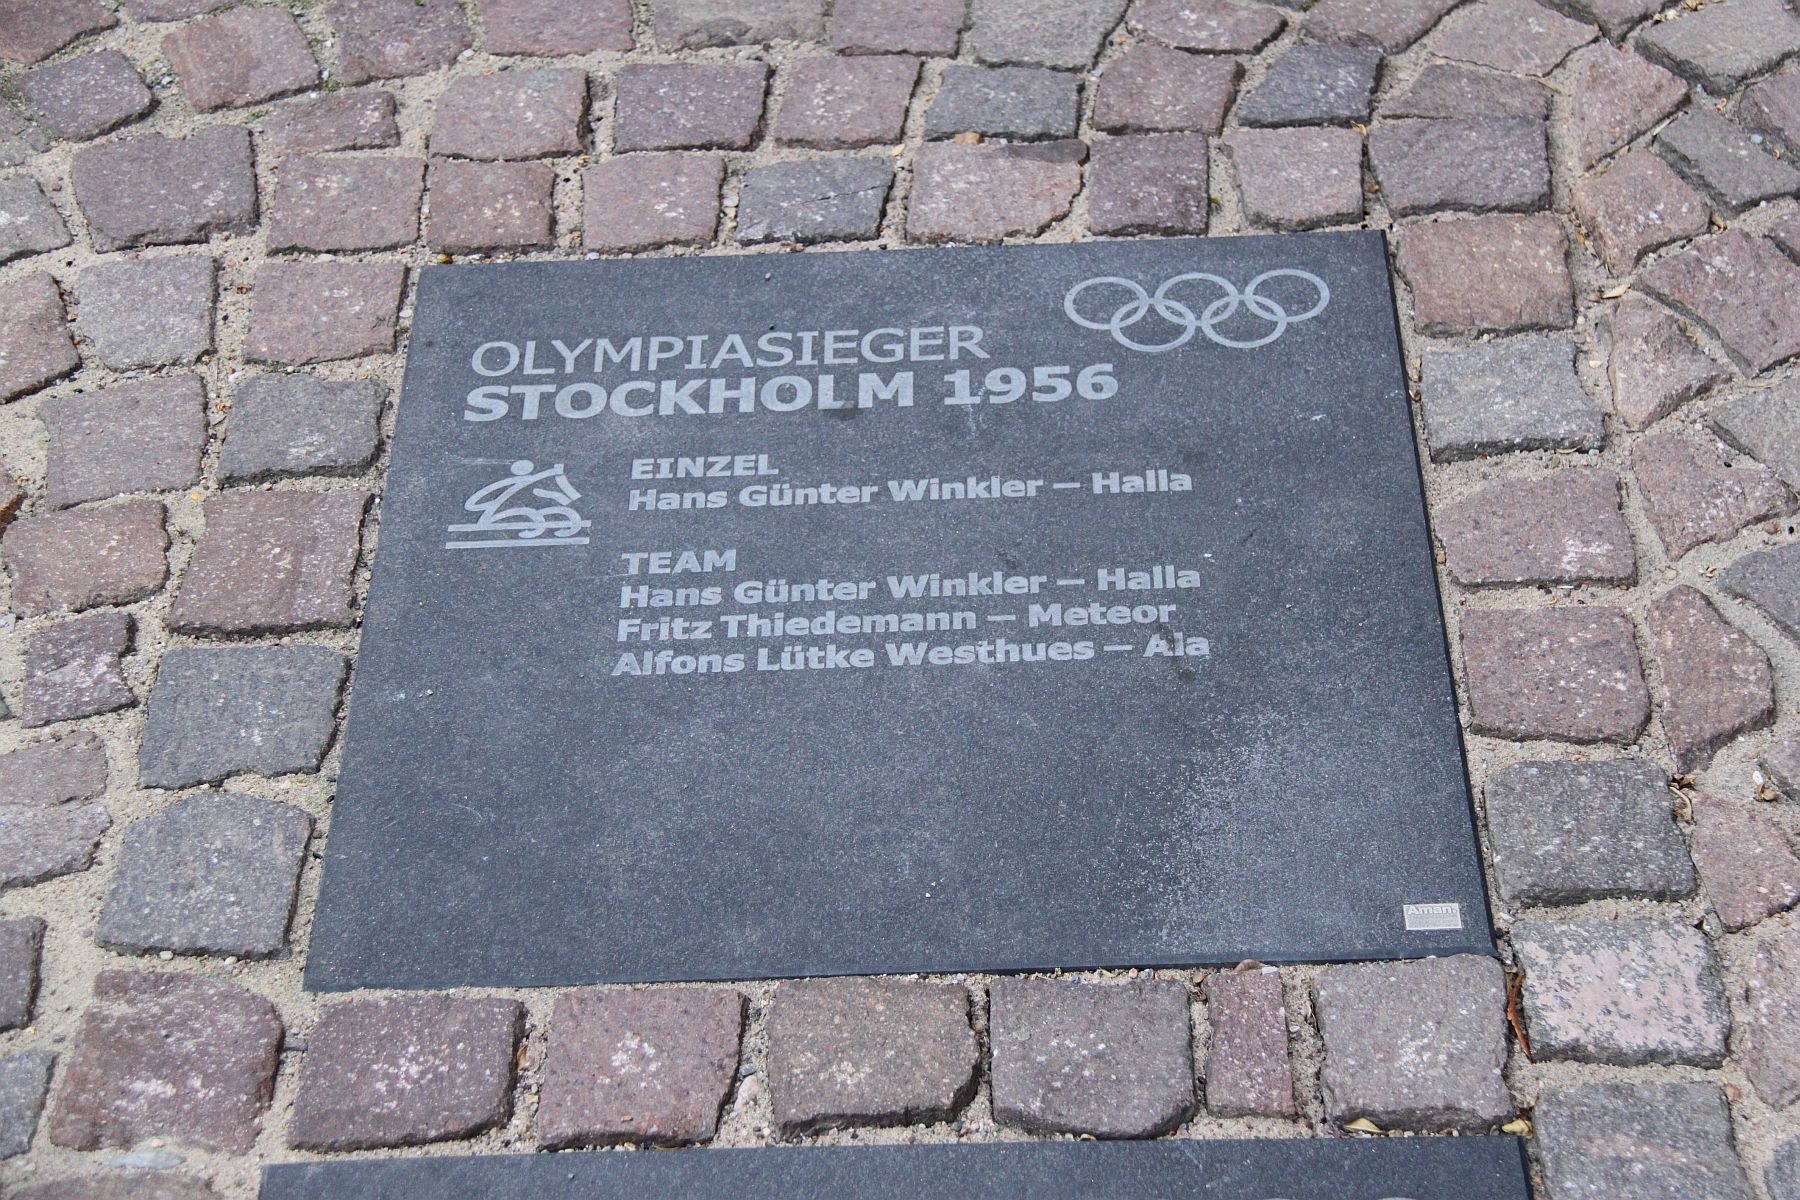 OLYMPIASIEGER
STOCKHOLM 1956
EINZEL
Hans Günter Winkler – Halla
TEAM
Hans Günter Winkler – Halla
Fritz Thiedemann – Meteor
Alfons Lütke Westhues – Ala